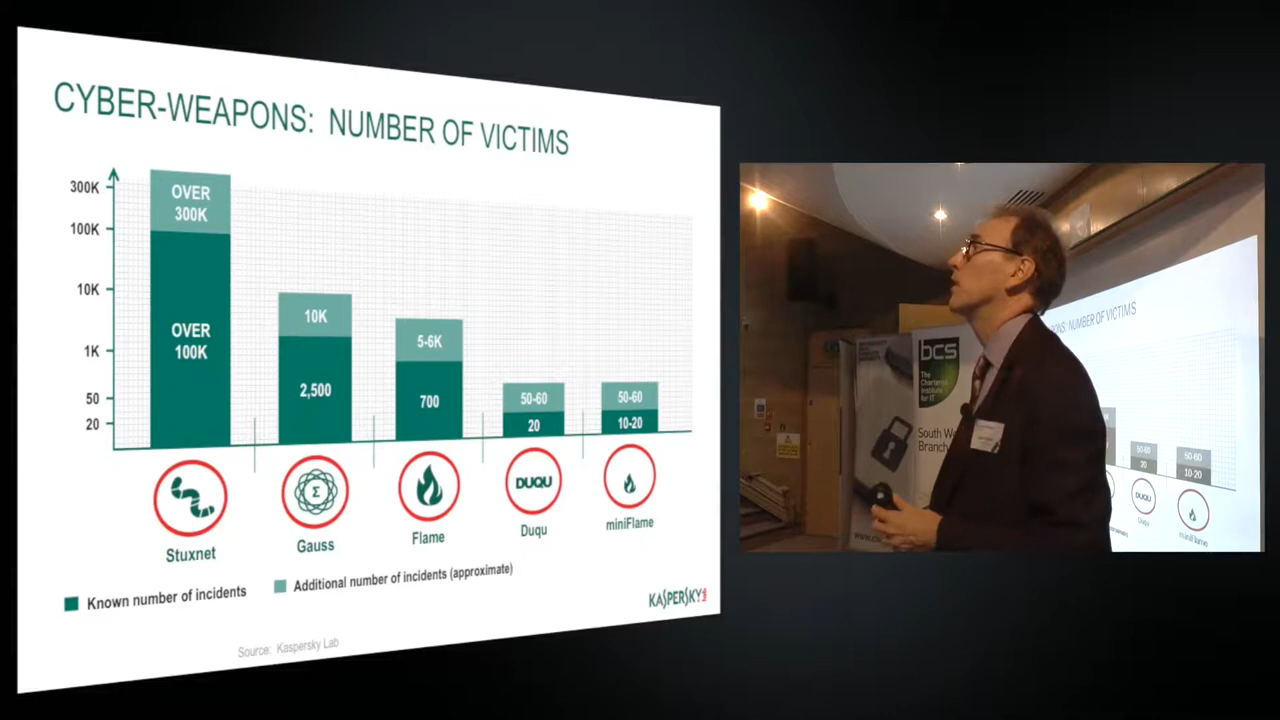 CYBER-WEAPONS: NUMBER OF VICTIMS
300K
100K
10K
1K
50
20
OVER
300K
OVER
100K
10K
2,500
5-6K
700
50-60
20
50-60
10-20
Σ
DUQU
Stuxnet
Gauss
Flame
Duqu
miniFlame
Known number of incidents
Additional number of incidents (approximate)
KASPERSKY
Source: Kaspersky Lab
bcs
The
Chartered
Institute
for IT
South We
Branch
NUMBER OF VICTIMS
50-60
20
50-60
10-20
DUQU
Duqu
miniFlame